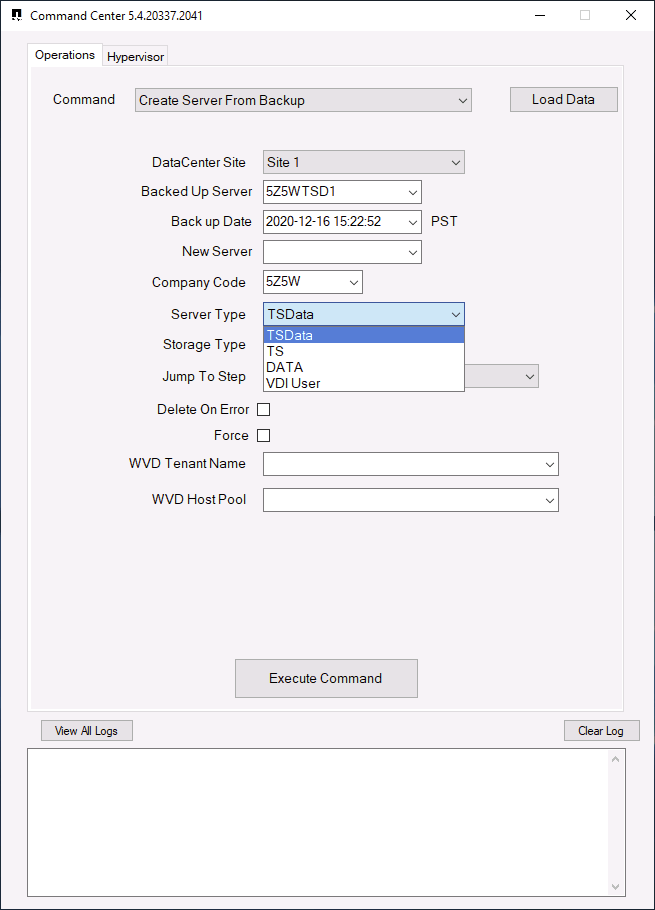 Command Center 5.4.20337.2041
Operations Hypervisor
Command Create Server From Backup Load Data
DataCenter Site Site 1
Backed Up Server 5Z5WTSD1
Back up Date 2020-12-16 15:22:52 PST
New Server
Company Code 5Z5W
Server Type TSData
TSData
Storage Type TS
DATA
Jump To Step
VDI User
Delete On Error
Force
WVD Tenant Name
WVD Host Pool
Execute Command
View All Logs Clear Log